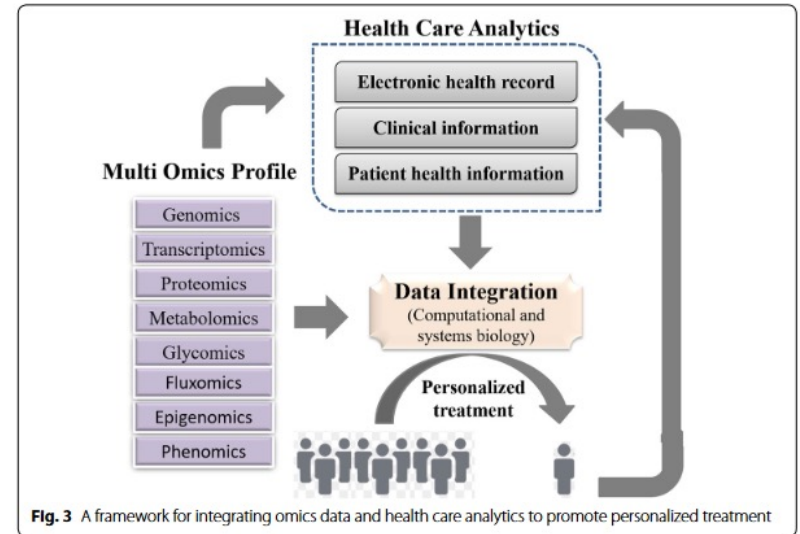 Health Care Analytics
Electronic health record
Clinical information
Patient health information
Multi Omics Profile
Genomics
Transcriptomics
Proteomics
Metabolomics
Glycomics
Fluxomics
Epigenomics
Phenomics
Data Integration
(Computational and
systems biology)
Personalized
treatment
Fig. 3 A framework for integrating omics data and health care analytics to promote personalized treatment